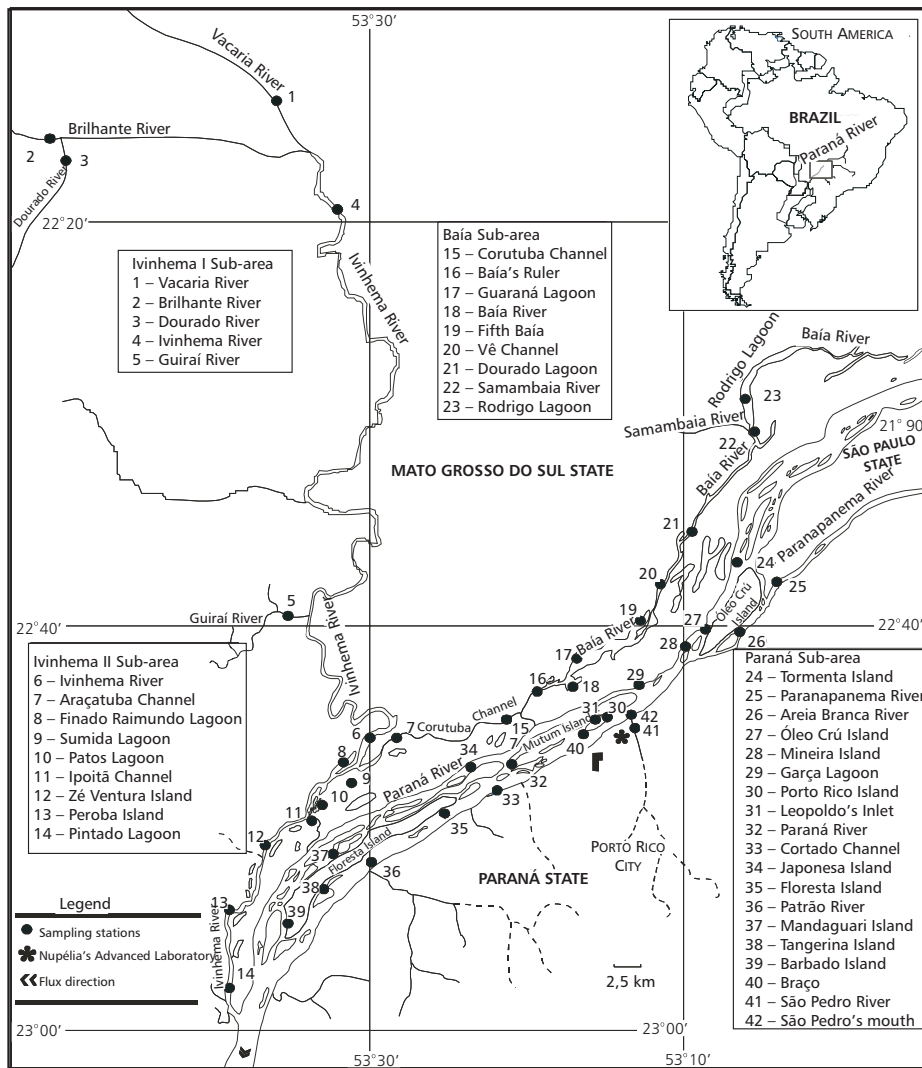 53°30′
SOUTH AMERICA
BRAZIL
Paraná River
Vacaria River
1
Brilhante River
2
3
Dourado River
4
22°20′
Ivinhema River
Ivinhema I Sub-area
1 – Vacaria River
2 – Brilhante River
3 – Dourado River
4 – Ivinhema River
5 – Guiraí River
Baía Sub-area
15 – Corutuba Channel
16 – Baía's Ruler
17 – Guaraná Lagoon
18 – Baía River
19 – Fifth Baía
20 – Vê Channel
21 – Dourado Lagoon
22 – Samambaia River
23 – Rodrigo Lagoon
Rodrigo Lagoon
Baía River
23
Samambaia River
22
21°90
SÃO PAULO
STATE
MATO GROSSO DO SUL STATE
Baía River
Paranapanema River
21
24
25
20
Óleo Crú
Island
5
Guiraí River
19
27
26
22°40′
22°40′
Ivinhema River
Baía River
28
17
Ivinhema II Sub-area
6 – Ivinhema River
7 – Araçatuba Channel
8 – Finado Raimundo Lagoon
9 – Sumida Lagoon
10 – Patos Lagoon
11 – Ipoitã Channel
12 – Zé Ventura Island
13 – Peroba Island
14 – Pintado Lagoon
Paraná Sub-area
24 – Tormenta Island
25 – Paranapanema River
26 – Areia Branca River
27 – Óleo Crú Island
28 – Mineira Island
29 – Garça Lagoon
30 – Porto Rico Island
31 – Leopoldo's Inlet
32 – Paraná River
33 – Cortado Channel
34 – Japonesa Island
35 – Floresta Island
36 – Patrão River
37 – Mandaguari Island
38 – Tangerina Island
39 – Barbado Island
40 – Braço
41 – São Pedro River
42 – São Pedro's mouth
16
18
29
6
7
Corutuba Channel
15
31
30
42
41
Mutum Island
40
8
34
7
32
9
Paraná River
10
33
11
35
12
37
Floresta Island
36
PORTO RICO
CITY
38
PARANÁ STATE
13
39
Ivinhema River
14
Legend
Sampling stations
Nupélia's Advanced Laboratory
Flux direction
2,5 km
23°00′
23°00′
53°30′
53°10′